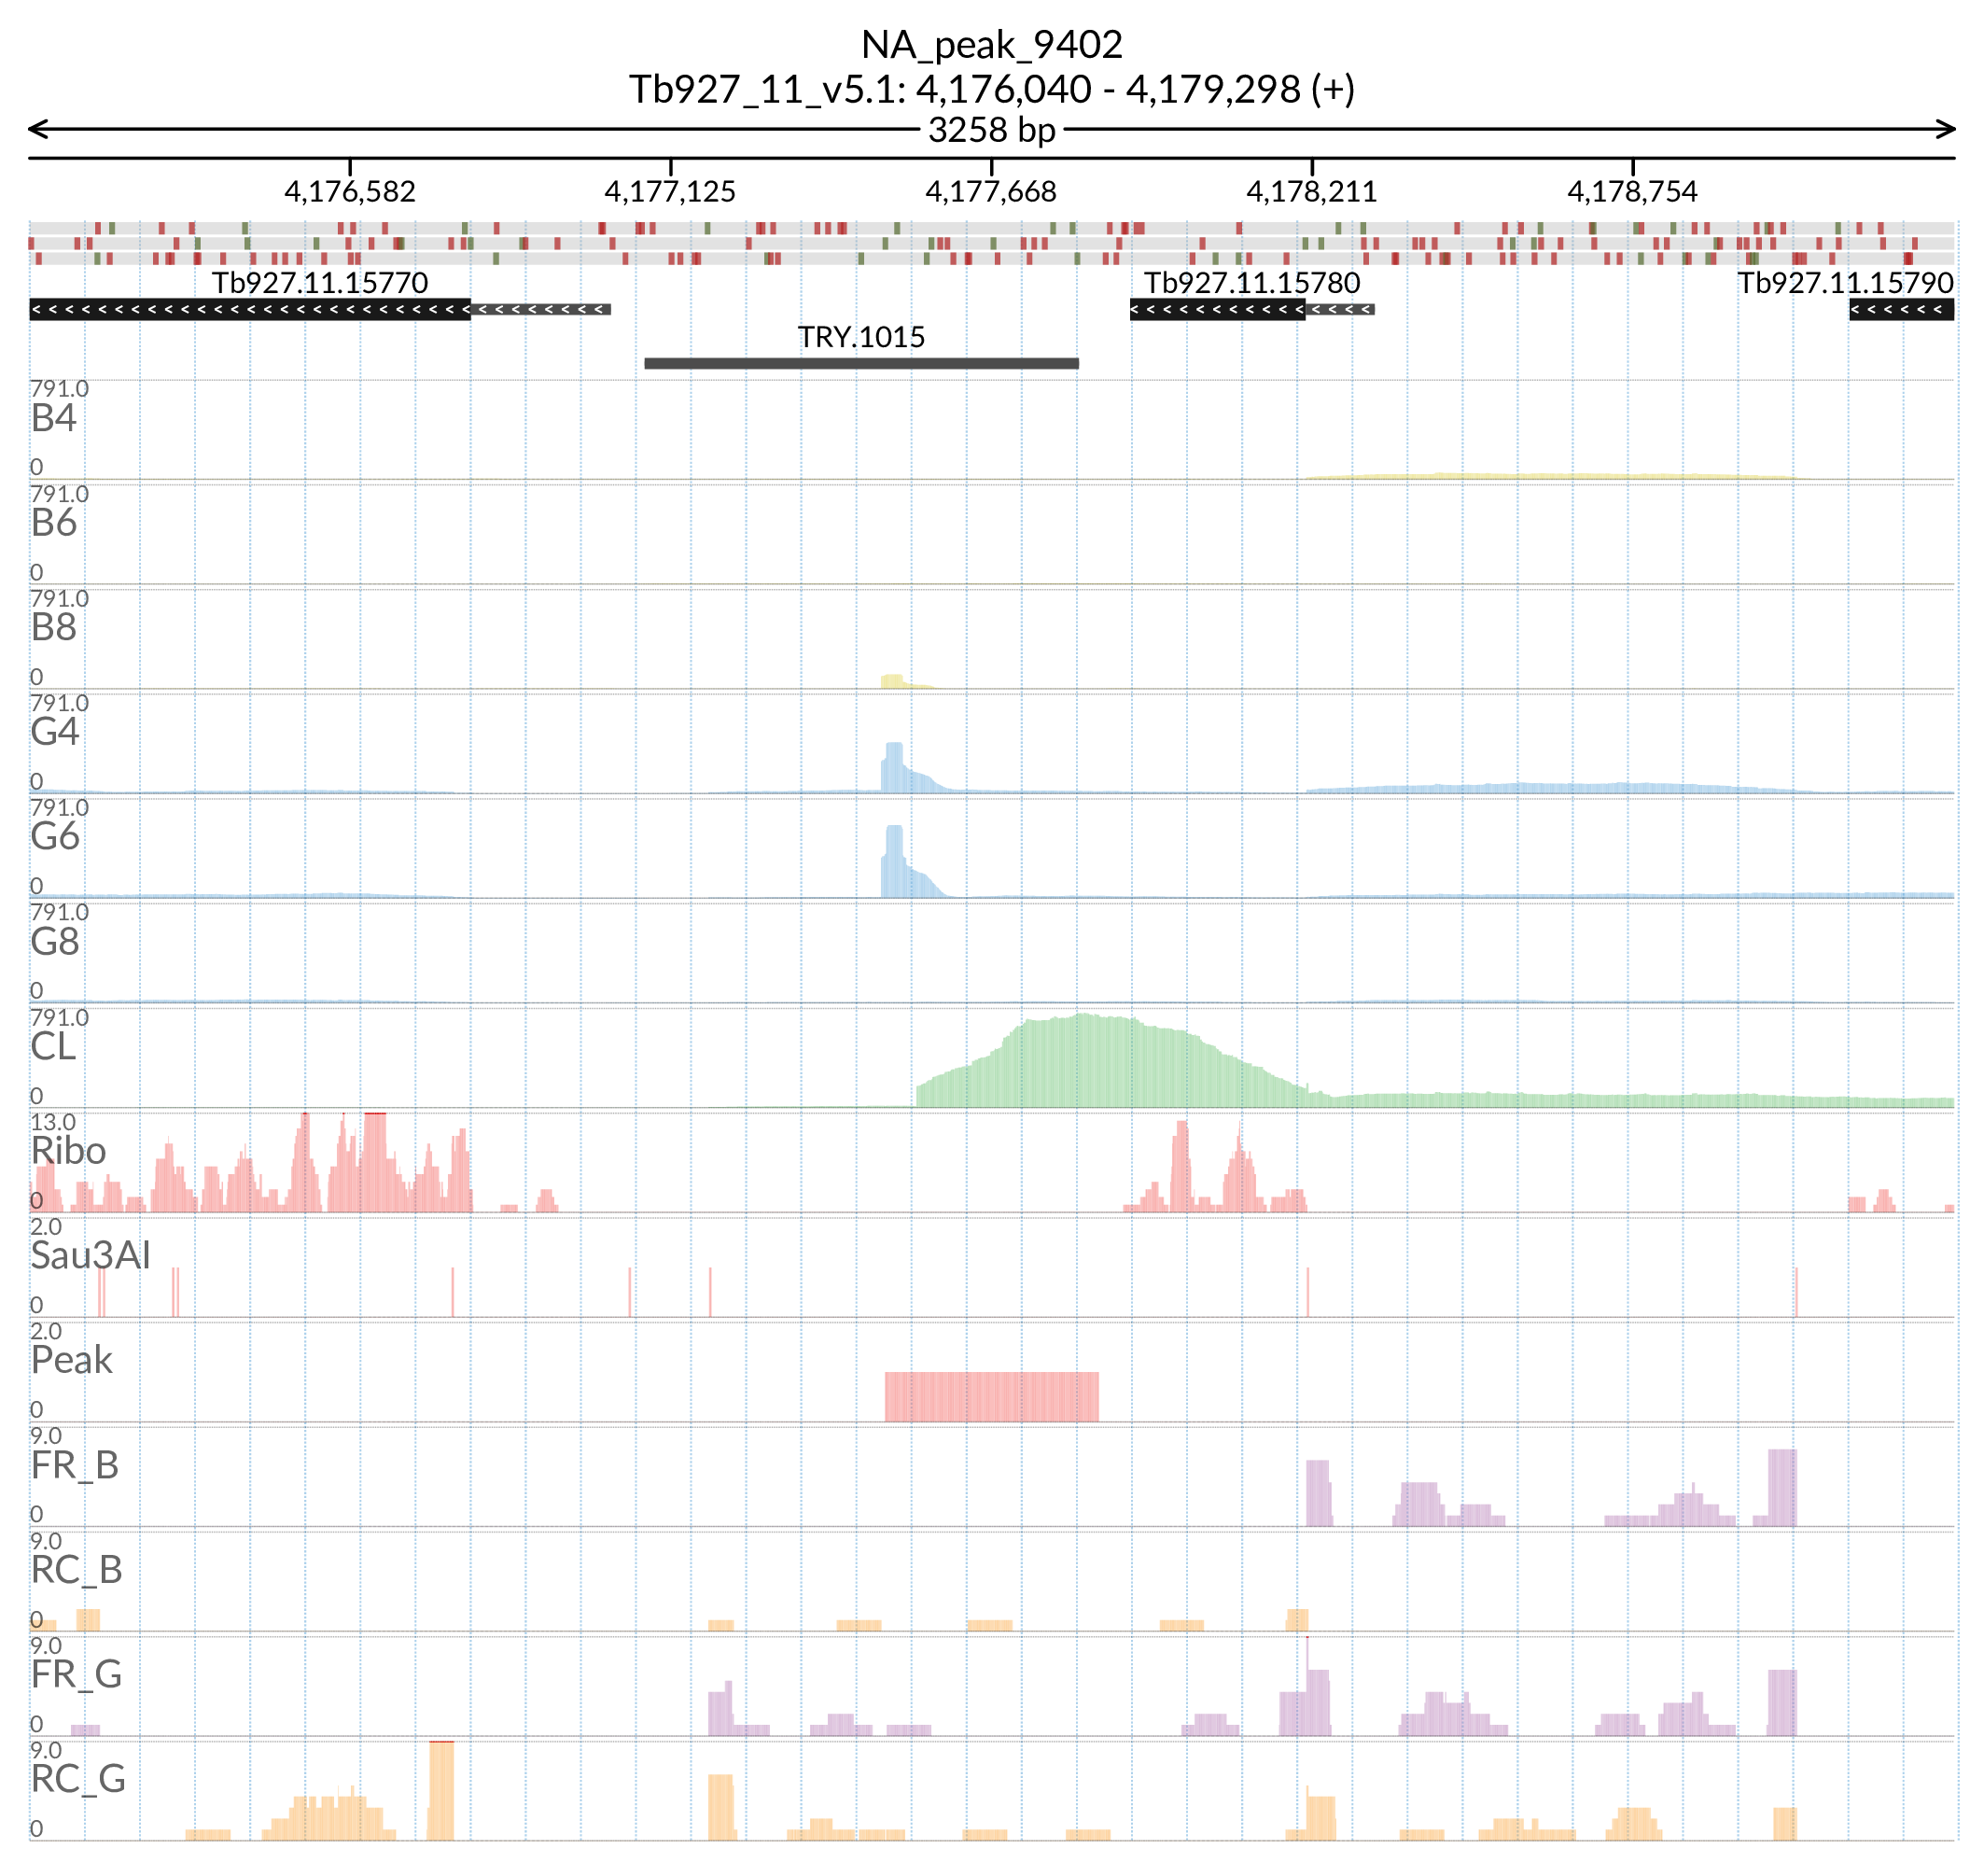 NA_peak_9402
Tb927_11_v5.1: 4,176,040 - 4,179,298 (+)
3258 bp
4,176,582 4,177,125 4,177,668 4,178,211 4,178,754
Tb927.11.15770 Tb927.11.15780 Tb927.11.15790
TRY.1015
791.0
B4
0
791.0
B6
0
791.0
B8
0
791.0
G4
0
791.0
G6
0
791.0
G8
0
791.0
CL
0
13.0
Ribo
0
2.0
Sau3AI
0
2.0
Peak
0
9.0
FR_B
0
9.0
RC_B
0
9.0
FR_G
0
9.0
RC_G
0